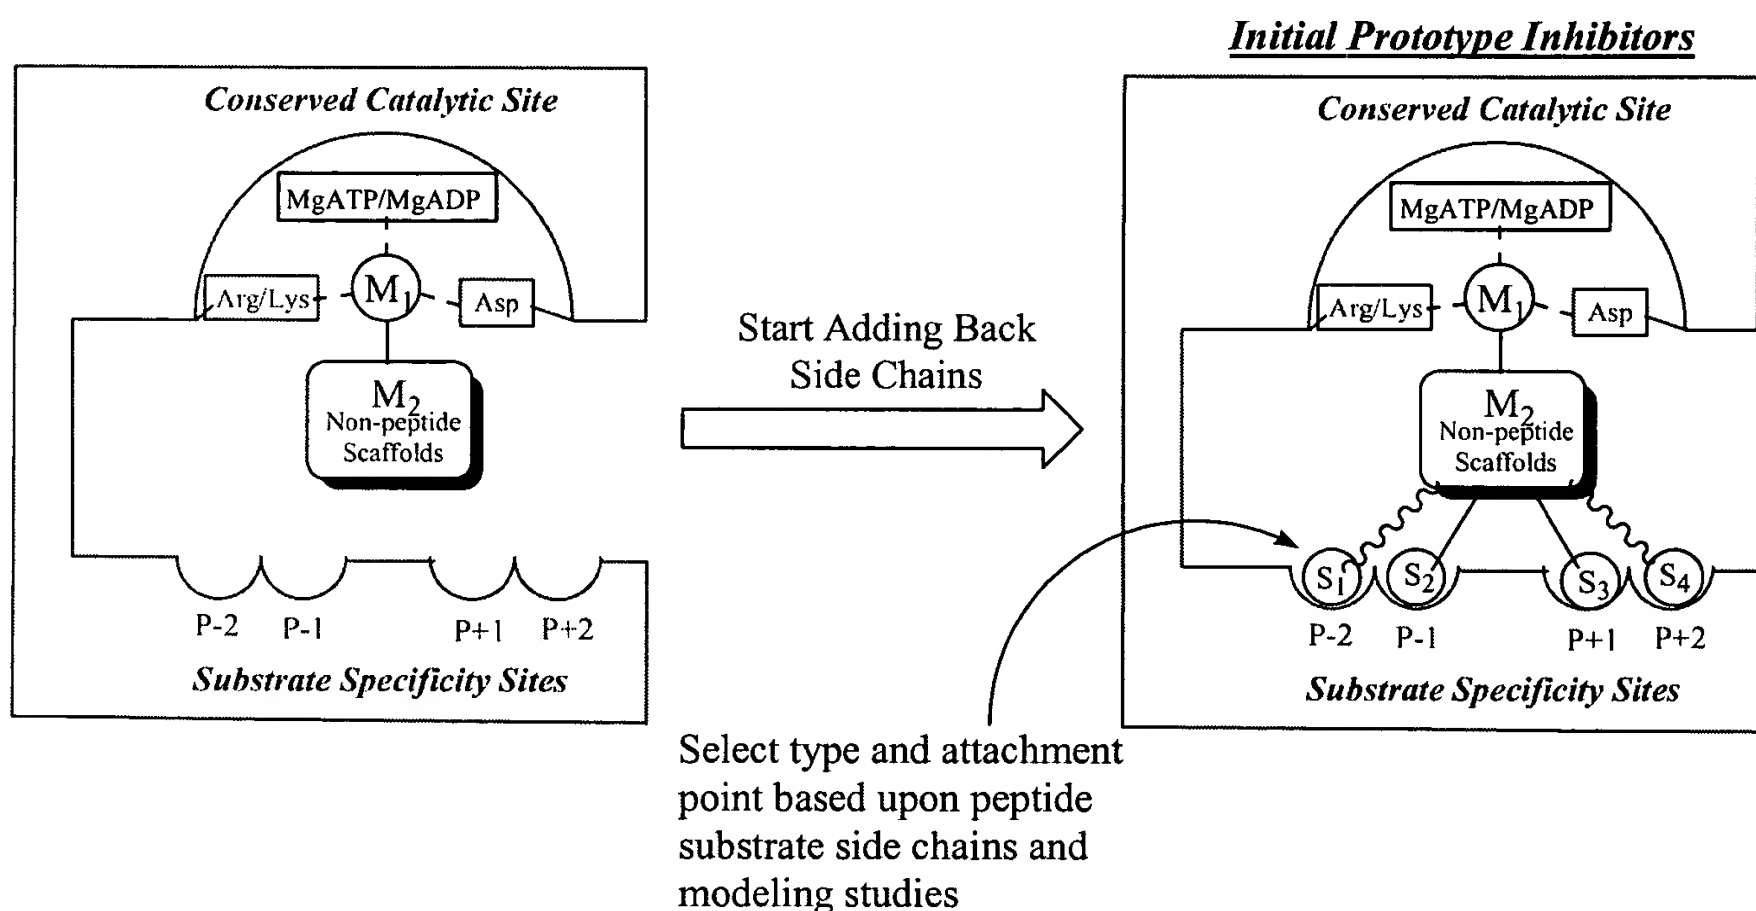 Initial Prototype Inhibitors
Conserved Catalytic Site
MgATP/MgADP
Arg/Lys
M1
Asp
M2
Non-peptide
Scaffolds
P-2
P-1
P+1
P+2
Substrate Specificity Sites
Start Adding Back
Side Chains
Conserved Catalytic Site
MgATP/MgADP
Arg/Lys
M1
Asp
M2
Non-peptide
Scaffolds
S1
S2
S3
S4
P-2
P-1
P+1
P+2
Substrate Specificity Sites
Select type and attachment
point based upon peptide
substrate side chains and
modeling studies